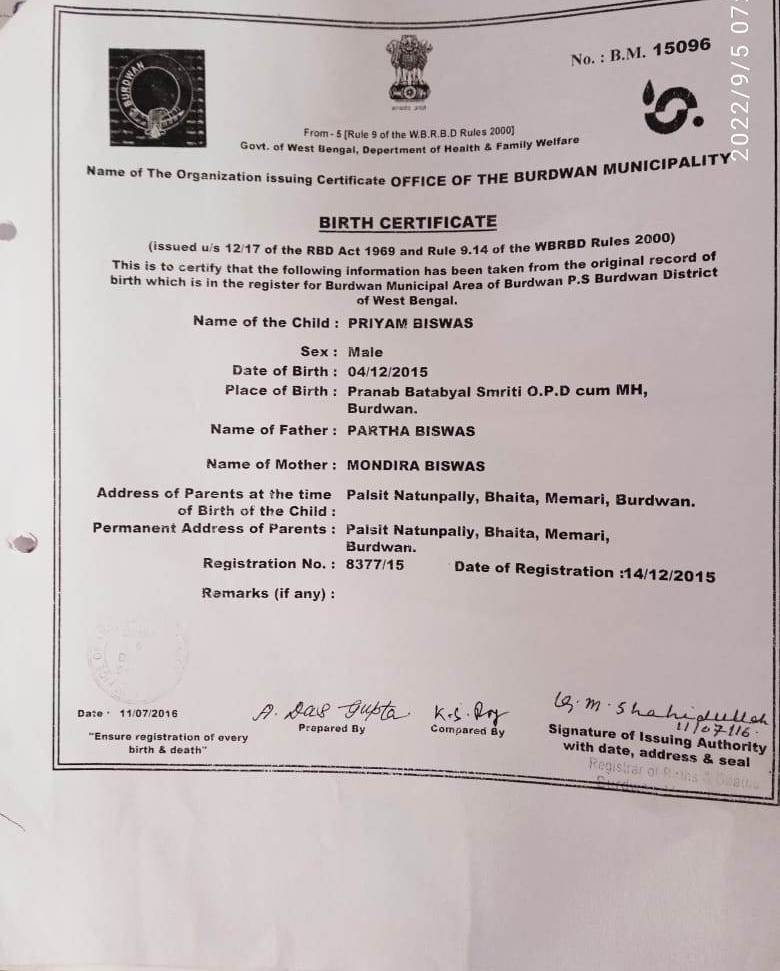 No. : B.M. 15096
2022/9/5 07:
BURDWAN
From - 5 [Rule 9 of the W.B.R.B.D Rules 2000]
Govt. of West Bengal, Depertment of Health & Family Welfare
Name of The Organization issuing Certificate OFFICE OF THE BURDWAN MUNICIPALITY
BIRTH CERTIFICATE
(issued u/s 12/17 of the RBD Act 1969 and Rule 9.14 of the WBRBD Rules 2000)
This is to certify that the following information has been taken from the original record of
birth which is in the register for Burdwan Municipal Area of Burdwan P.S Burdwan District
of West Bengal.
Name of the Child : PRIYAM BISWAS
Sex : Male
Date of Birth : 04/12/2015
Place of Birth : Pranab Batabyal Smriti O.P.D cum MH,
Burdwan.
Name of Father : PARTHA BISWAS
Name of Mother : MONDIRA BISWAS
Address of Parents at the time Palsit Natunpally, Bhaita, Memari, Burdwan.
of Birth of the Child :
Permanent Address of Parents : Palsit Natunpally, Bhaita, Memari,
Burdwan.
Registration No. : 8377/15 Date of Registration :14/12/2015
Remarks (if any) :
Date · 11/07/2016
A. Das Gupta
Prepared By
K.S. Roy
Compared By
G.M. Shahidullah
11/07/16.
Signature of Issuing Authority
with date, address & seal
"Ensure registration of every
birth & death"
Registrar of Births & Deaths